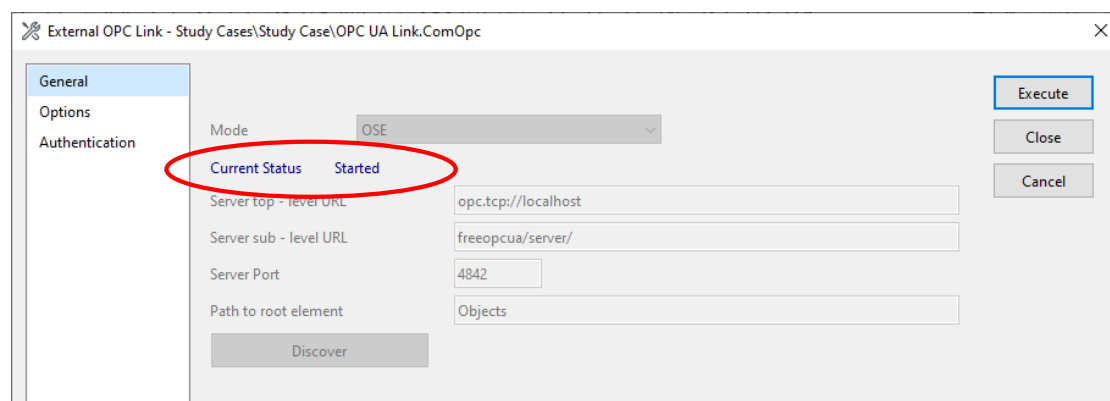 External OPC Link - Study Cases\Study Case\OPC UA Link.ComOpc
General
Options
Authentication
Mode OSE
Current Status Started
Server top - level URL opc.tcp://localhost
Server sub - level URL freeopcua/server/
Server Port 4842
Path to root element Objects
Discover
Execute
Close
Cancel